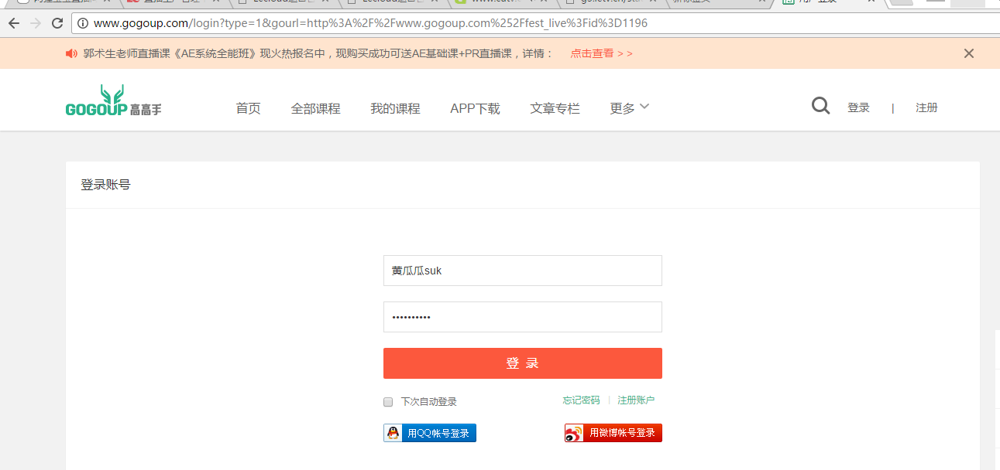 www.gogoup.com/login?type=1&gourl=http%3A%2F%2Fwww.gogoup.com%252Ffest_live%3Fid%3D1196
郭术生老师直播课《AE系统全能班》现火热报名中，现购买成功可送AE基础课+PR直播课，详情： 点击查看 > >
GOGOUP 高高手 首页 全部课程 我的课程 APP下载 文章专栏 更多 登录 | 注册
登录账号
黄瓜瓜suk
••••••••••
登 录
下次自动登录 忘记密码 | 注册账户
用QQ帐号登录 用微博帐号登录